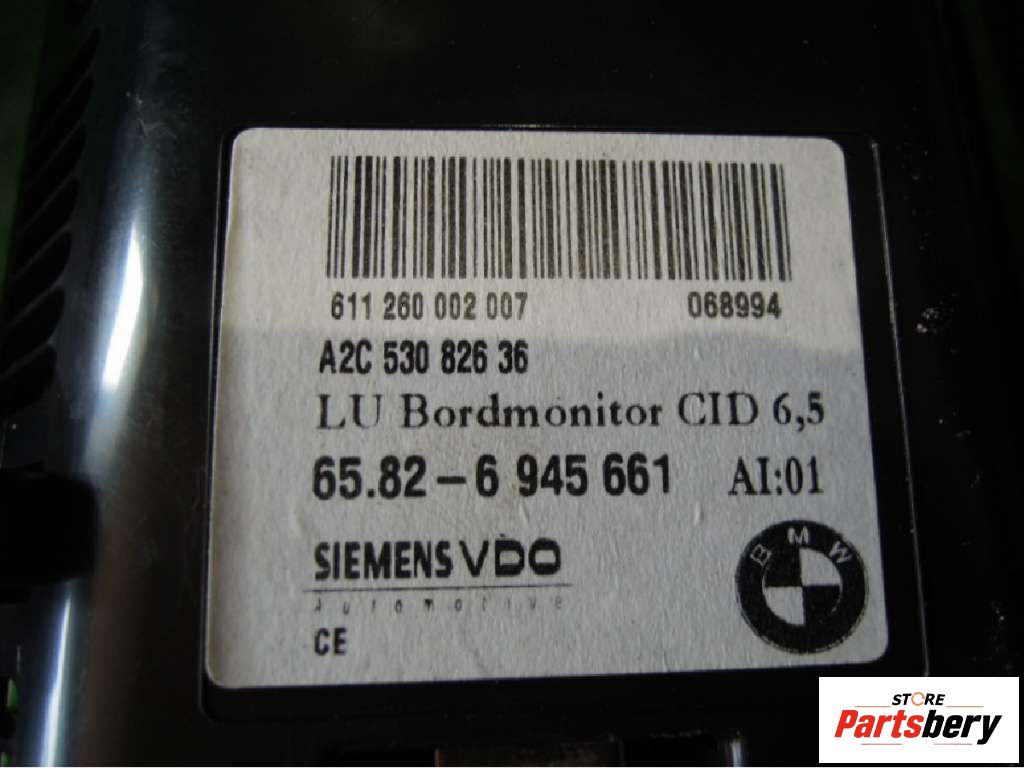 611 260 002 007 068994
A2C 530 826 36
LU Bordmonitor CID 6,5
65.82-6 945 661 AI:01
SIEMENS VDO
Automotive
CE
BMW
STORE
Partsbery